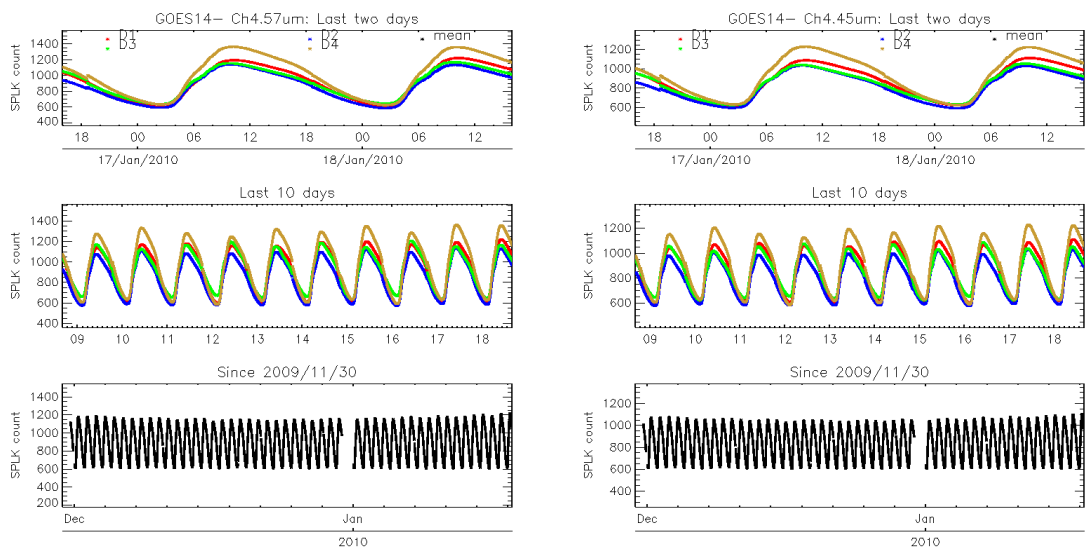 GOES14- Ch4.57um: Last two days
D1 D2 mean
D3 D4
SPLK count
1400
1200
1000
800
600
400
18 00 06 12 18 00 06 12
17/Jan/2010 18/Jan/2010
Last 10 days
SPLK count
1400
1200
1000
800
600
400
09 10 11 12 13 14 15 16 17 18
Since 2009/11/30
SPLK count
1400
1200
1000
800
600
400
200
Dec Jan
2010
GOES14- Ch4.45um: Last two days
D1 D2 mean
D3 D4
SPLK count
1200
1000
800
600
18 00 06 12 18 00 06 12
17/Jan/2010 18/Jan/2010
Last 10 days
SPLK count
1200
1000
800
600
09 10 11 12 13 14 15 16 17 18
Since 2009/11/30
SPLK count
1200
1000
800
600
400
Dec Jan
2010